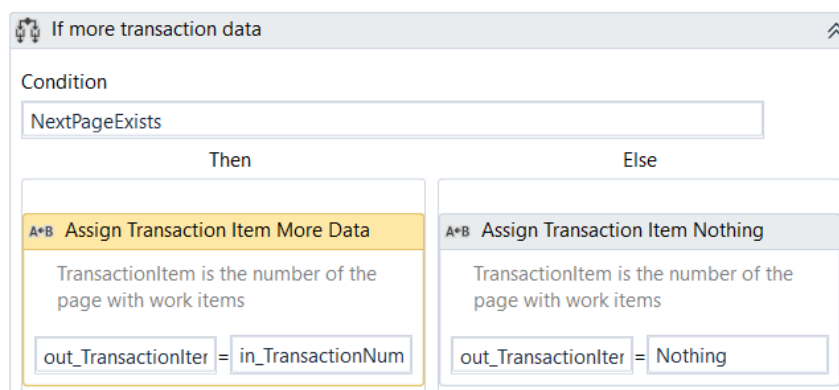 If more transaction data
Condition
NextPageExists
Then
Else
A←B Assign Transaction Item More Data
TransactionItem is the number of the
page with work items
out_TransactionIter = in_TransactionNum
A←B Assign Transaction Item Nothing
TransactionItem is the number of the
page with work items
out_TransactionIter = Nothing